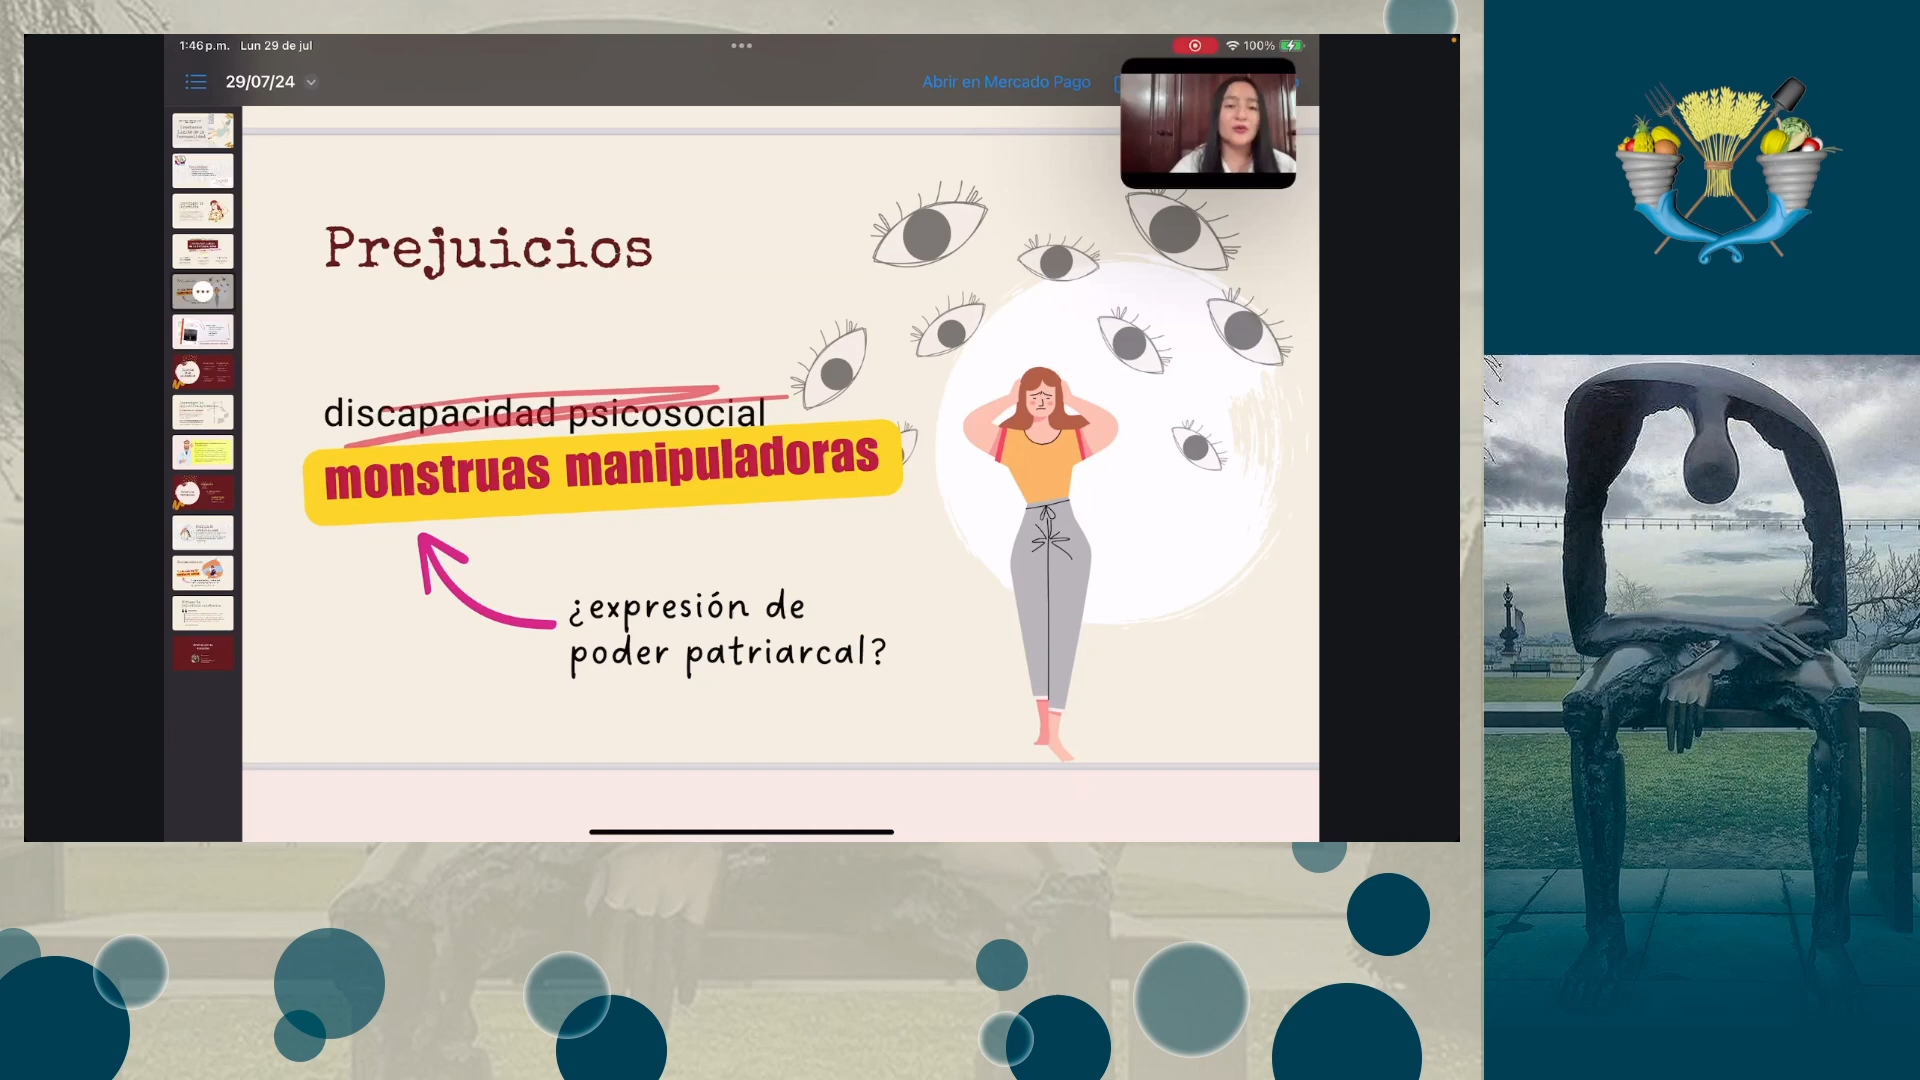 1:46 p.m. Lun 29 de jul
100%
29/07/24
Abrir en Mercado Pago
Prejuicios
discapacidad psicosocial
monstruas manipuladoras
¿expresión de
poder patriarcal?